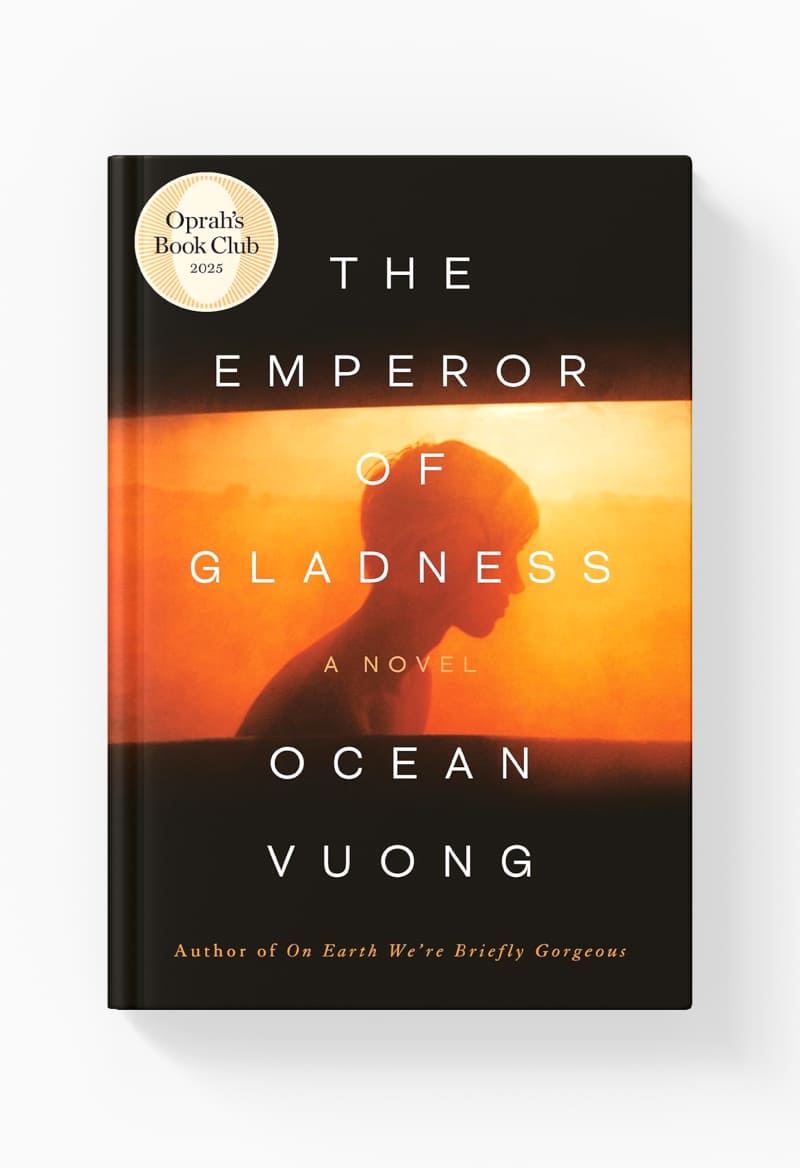 Oprah's
Book Club
2025
THE
EMPEROR
OF
GLADNESS
A NOVEL
OCEAN
VUONG
Author of On Earth We're Briefly Gorgeous